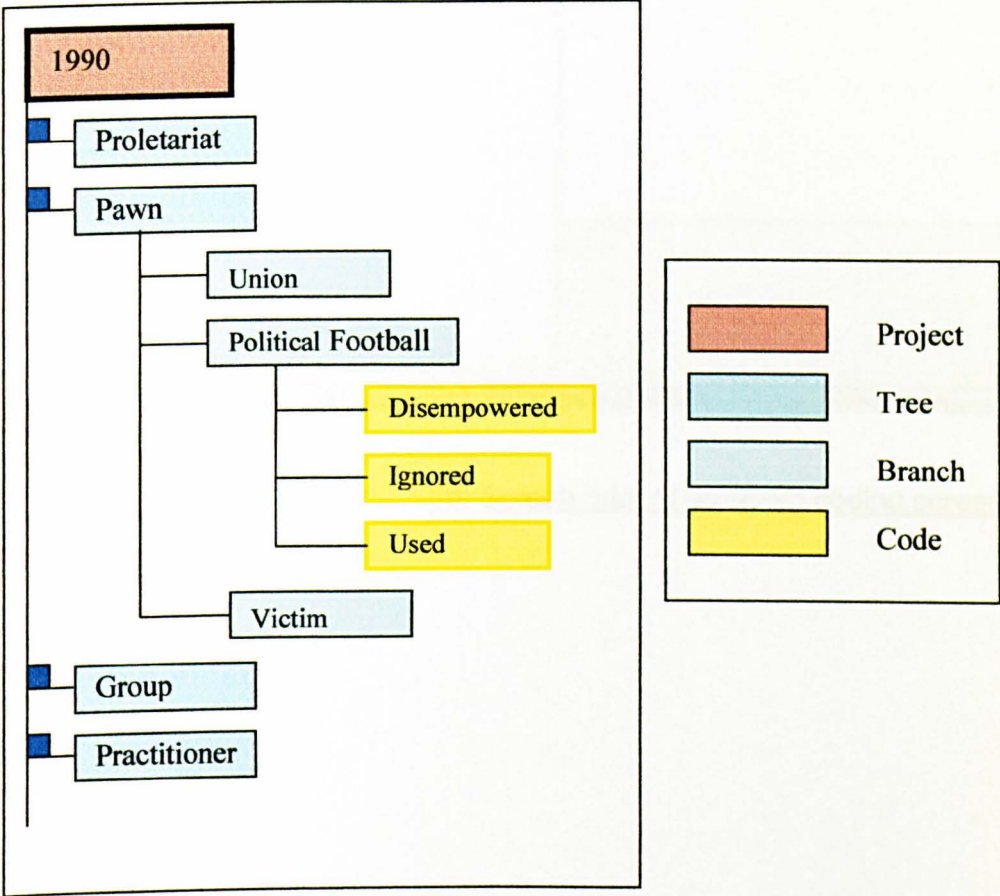 1990
Proletariat
Pawn
Union
Political Football
Disempowered
Ignored
Used
Victim
Group
Practitioner
Project
Tree
Branch
Code